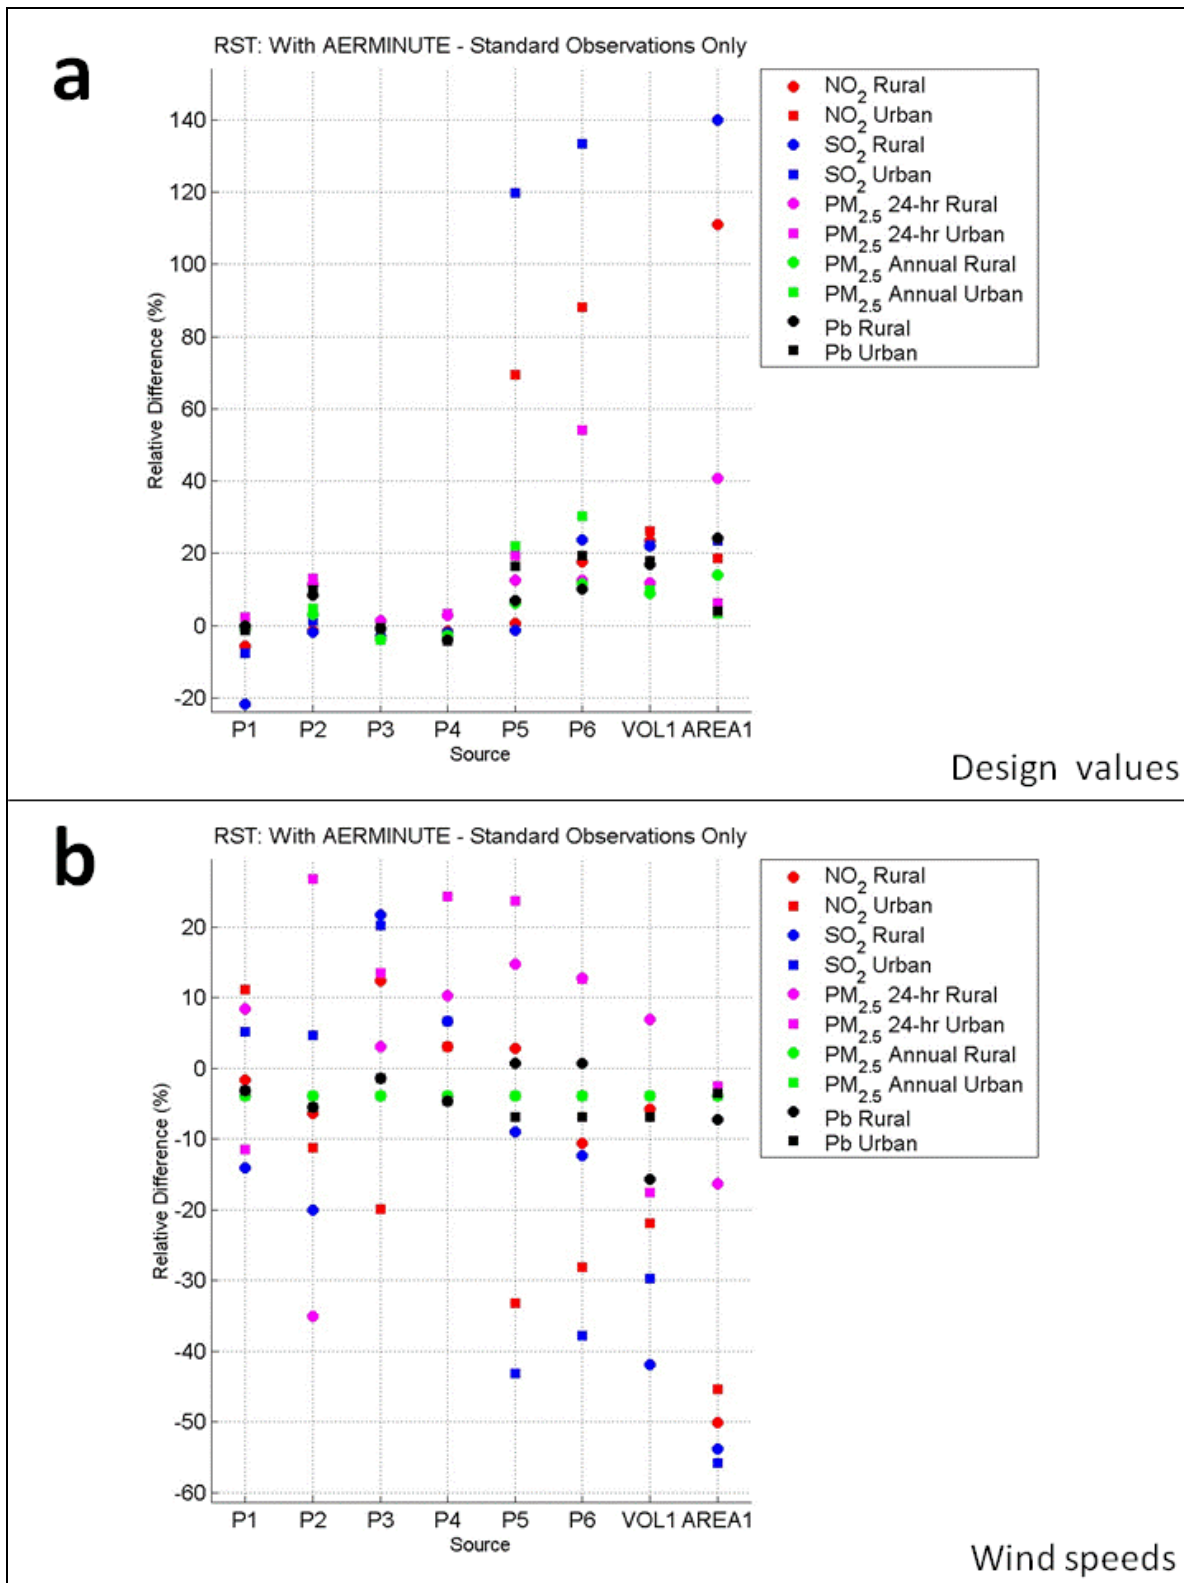 a
RST: With AERMINUTE - Standard Observations Only
140
120
100
80
60
40
20
0
-20
Relative Difference (%)
P1 P2 P3 P4 P5 P6 VOL1 AREA1
Source
NO2 Rural
NO2 Urban
SO2 Rural
SO2 Urban
PM2.5 24-hr Rural
PM2.5 24-hr Urban
PM2.5 Annual Rural
PM2.5 Annual Urban
Pb Rural
Pb Urban
Design values
b
RST: With AERMINUTE - Standard Observations Only
20
10
0
-10
-20
-30
-40
-50
-60
Relative Difference (%)
P1 P2 P3 P4 P5 P6 VOL1 AREA1
Source
NO2 Rural
NO2 Urban
SO2 Rural
SO2 Urban
PM2.5 24-hr Rural
PM2.5 24-hr Urban
PM2.5 Annual Rural
PM2.5 Annual Urban
Pb Rural
Pb Urban
Wind speeds